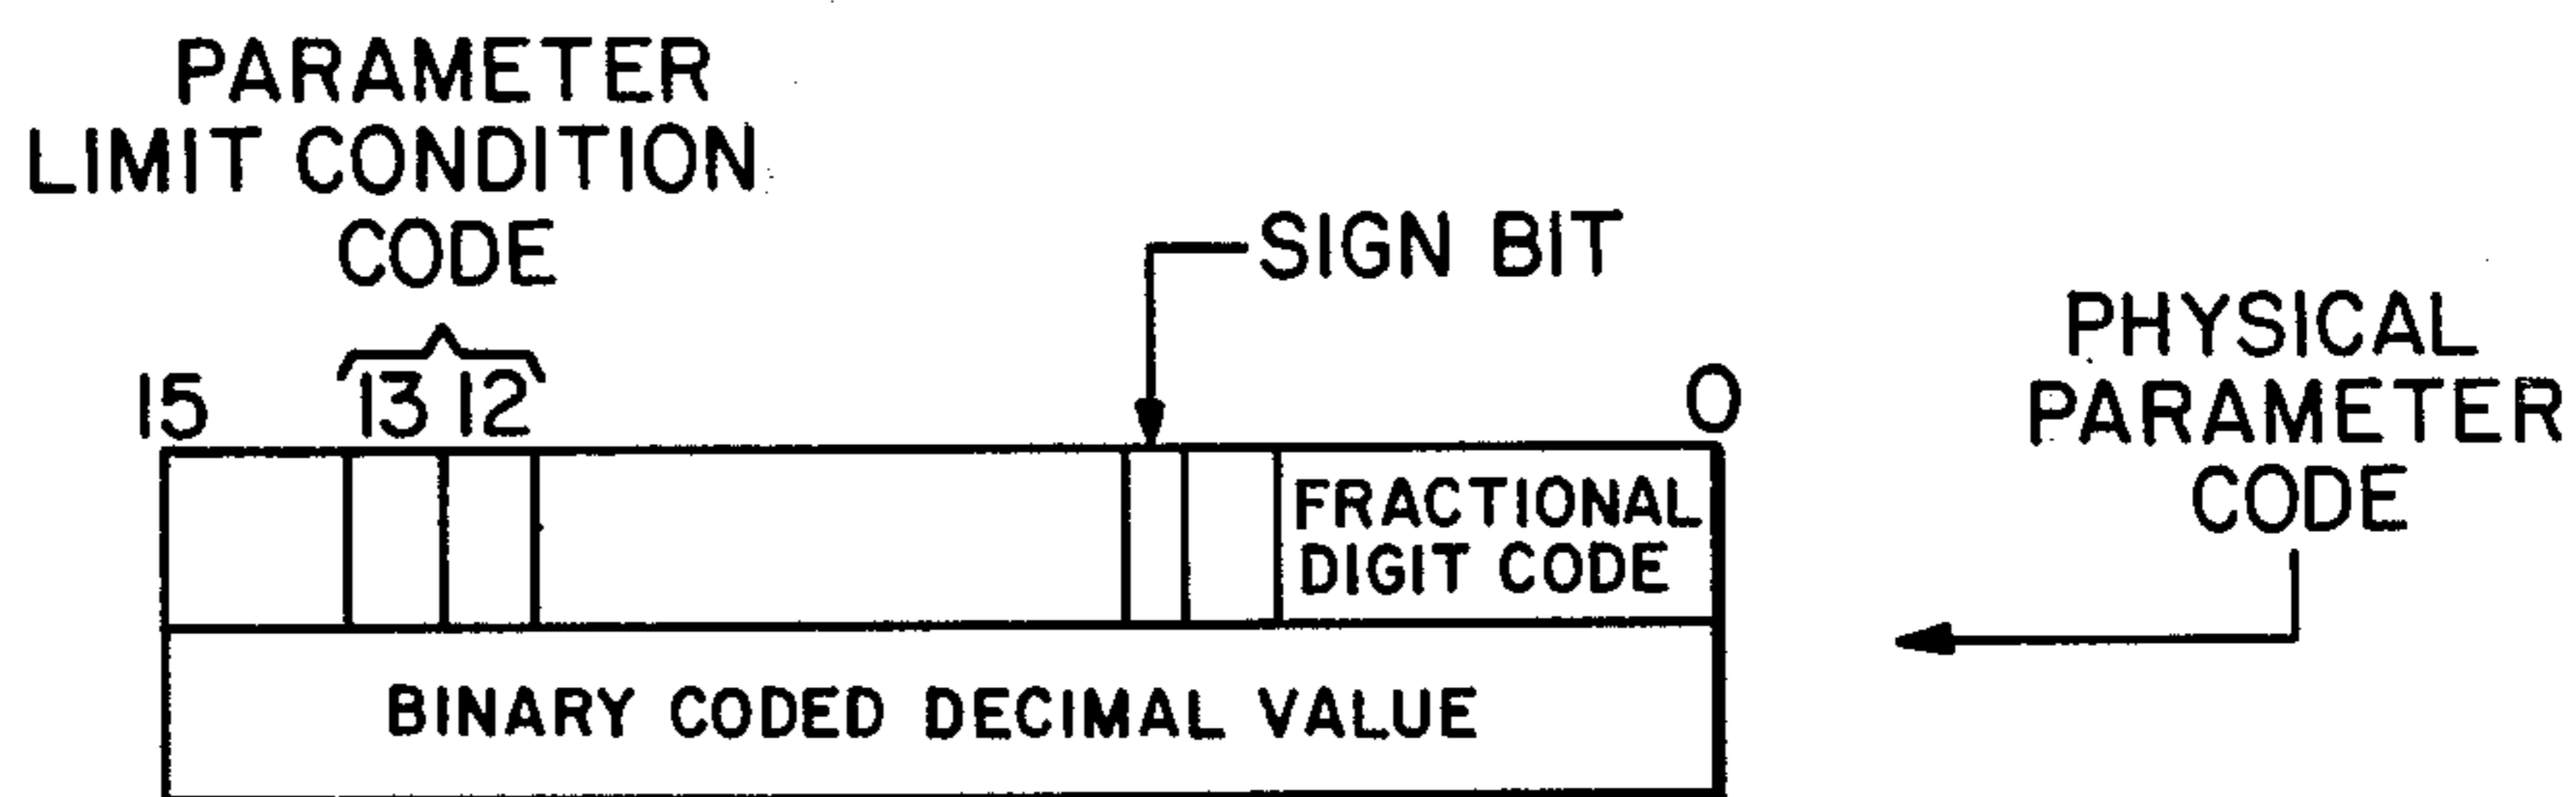 PARAMETER
LIMIT CONDITION
CODE
SIGN BIT
PHYSICAL
PARAMETER
CODE
15
13 12
0
FRACTIONAL
DIGIT CODE
BINARY CODED DECIMAL VALUE